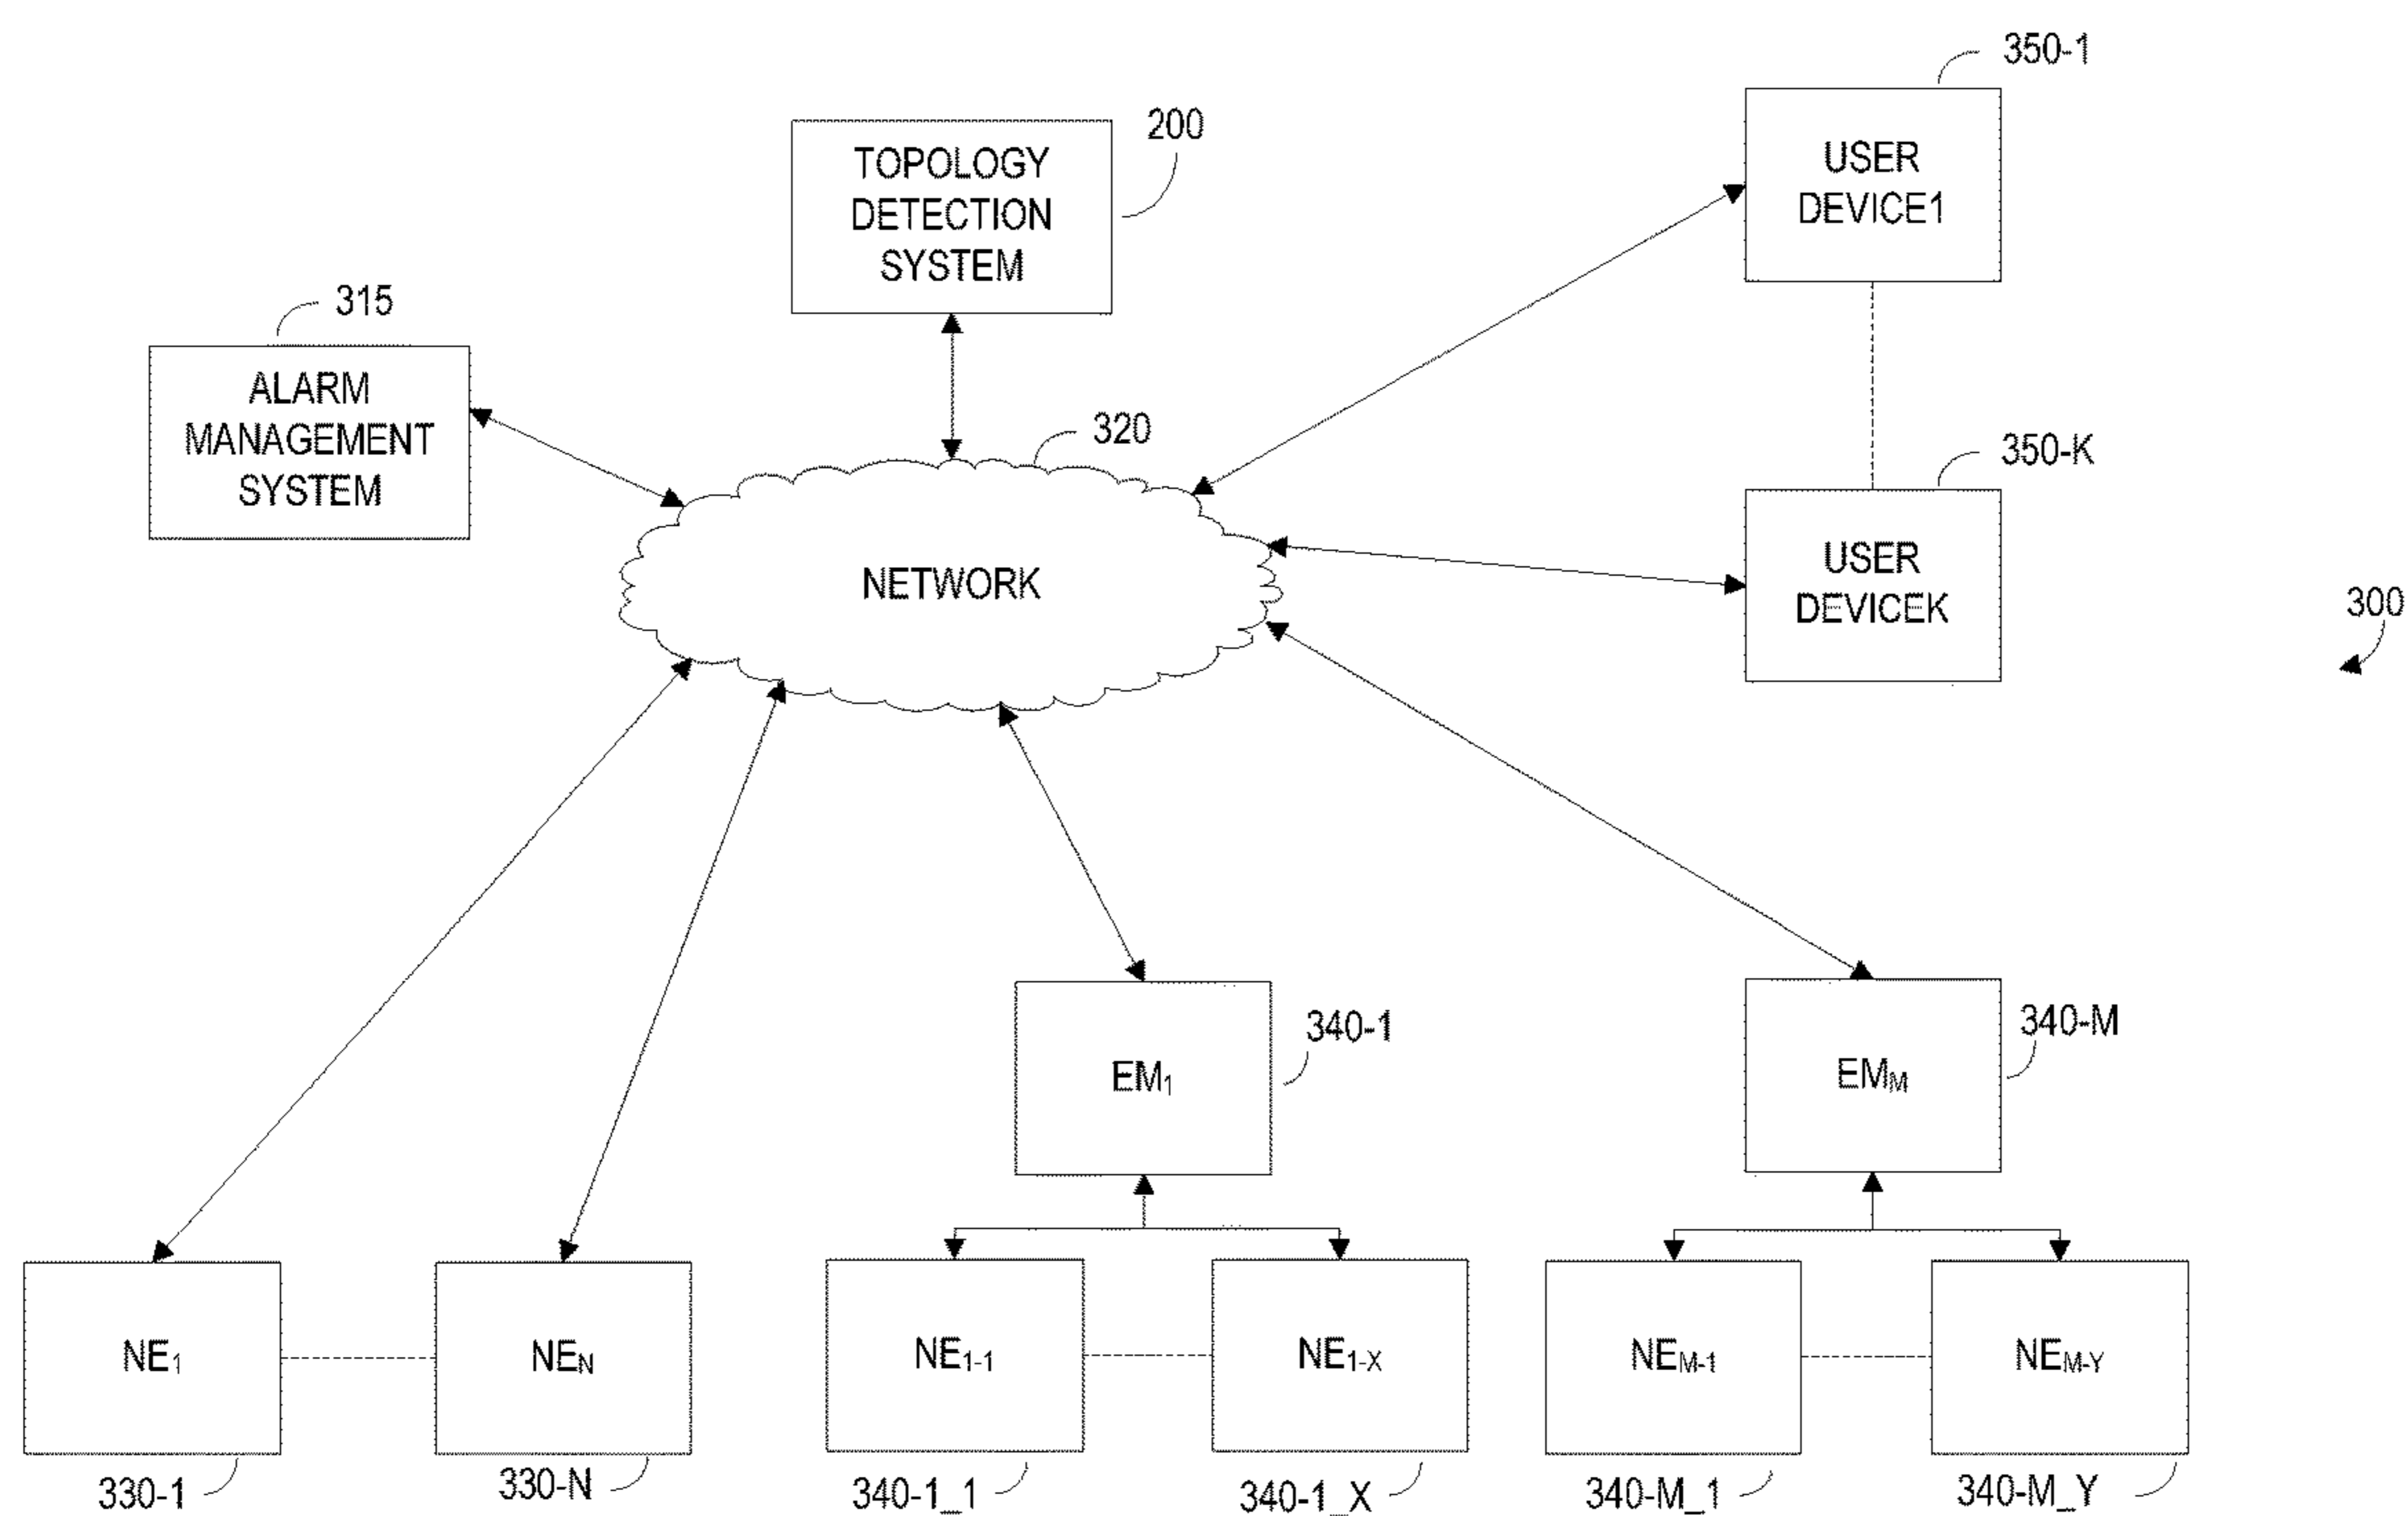 350-1
200
TOPOLOGY
DETECTION
SYSTEM
USER
DEVICE1
315
ALARM
MANAGEMENT
SYSTEM
320
350-K
NETWORK
USER
DEVICEK
300
340-1
340-M
EM1
EMM
NE1
NEN
NE1-1
NE1-X
NEM-1
NEM-Y
330-1
330-N
340-1_1
340-1_X
340-M_1
340-M_Y